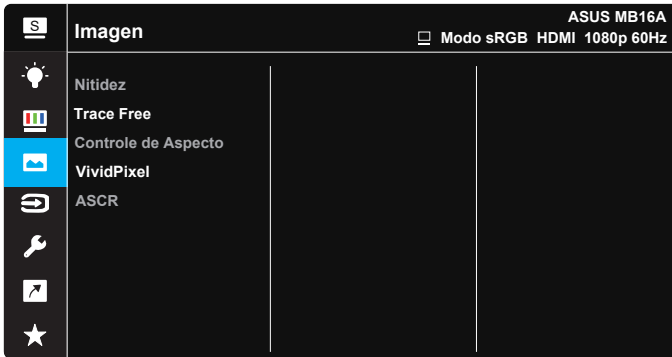 S
Imagen
ASUS MB16A
Modo sRGB HDMI 1080p 60Hz
Nitidez
Trace Free
Controle de Aspecto
VividPixel
ASCR